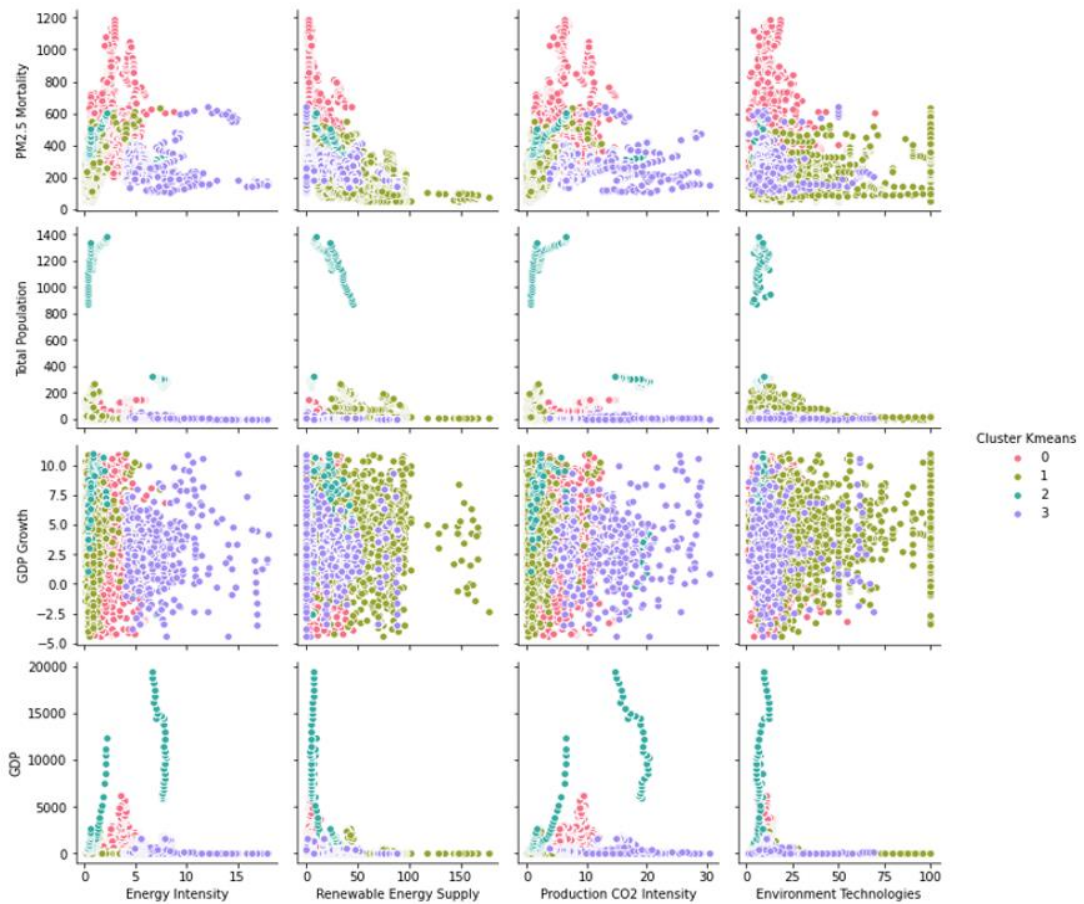 1200
1000
800
600
400
200
0
PM2.5 Mortality
1400
1200
1000
800
600
400
200
0
Total Population
10.0
7.5
5.0
2.5
0.0
−2.5
−5.0
GDP Growth
20000
15000
10000
5000
0
GDP
0 5 10 15
Energy Intensity
0 50 100 150
Renewable Energy Supply
0 10 20 30
Production CO2 Intensity
0 25 50 75 100
Environment Technologies
Cluster Kmeans
0
1
2
3